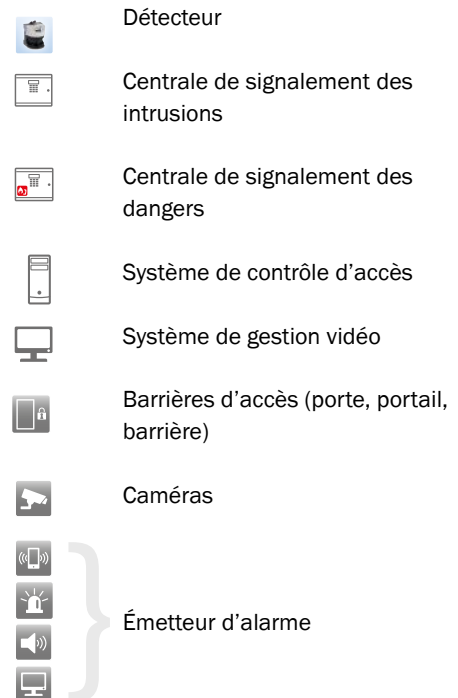 Détecteur
Centrale de signalement des
intrusions
Centrale de signalement des
dangers
Système de contrôle d’accès
Système de gestion vidéo
Barrières d’accès (porte, portail,
barrière)
Caméras
Émetteur d’alarme